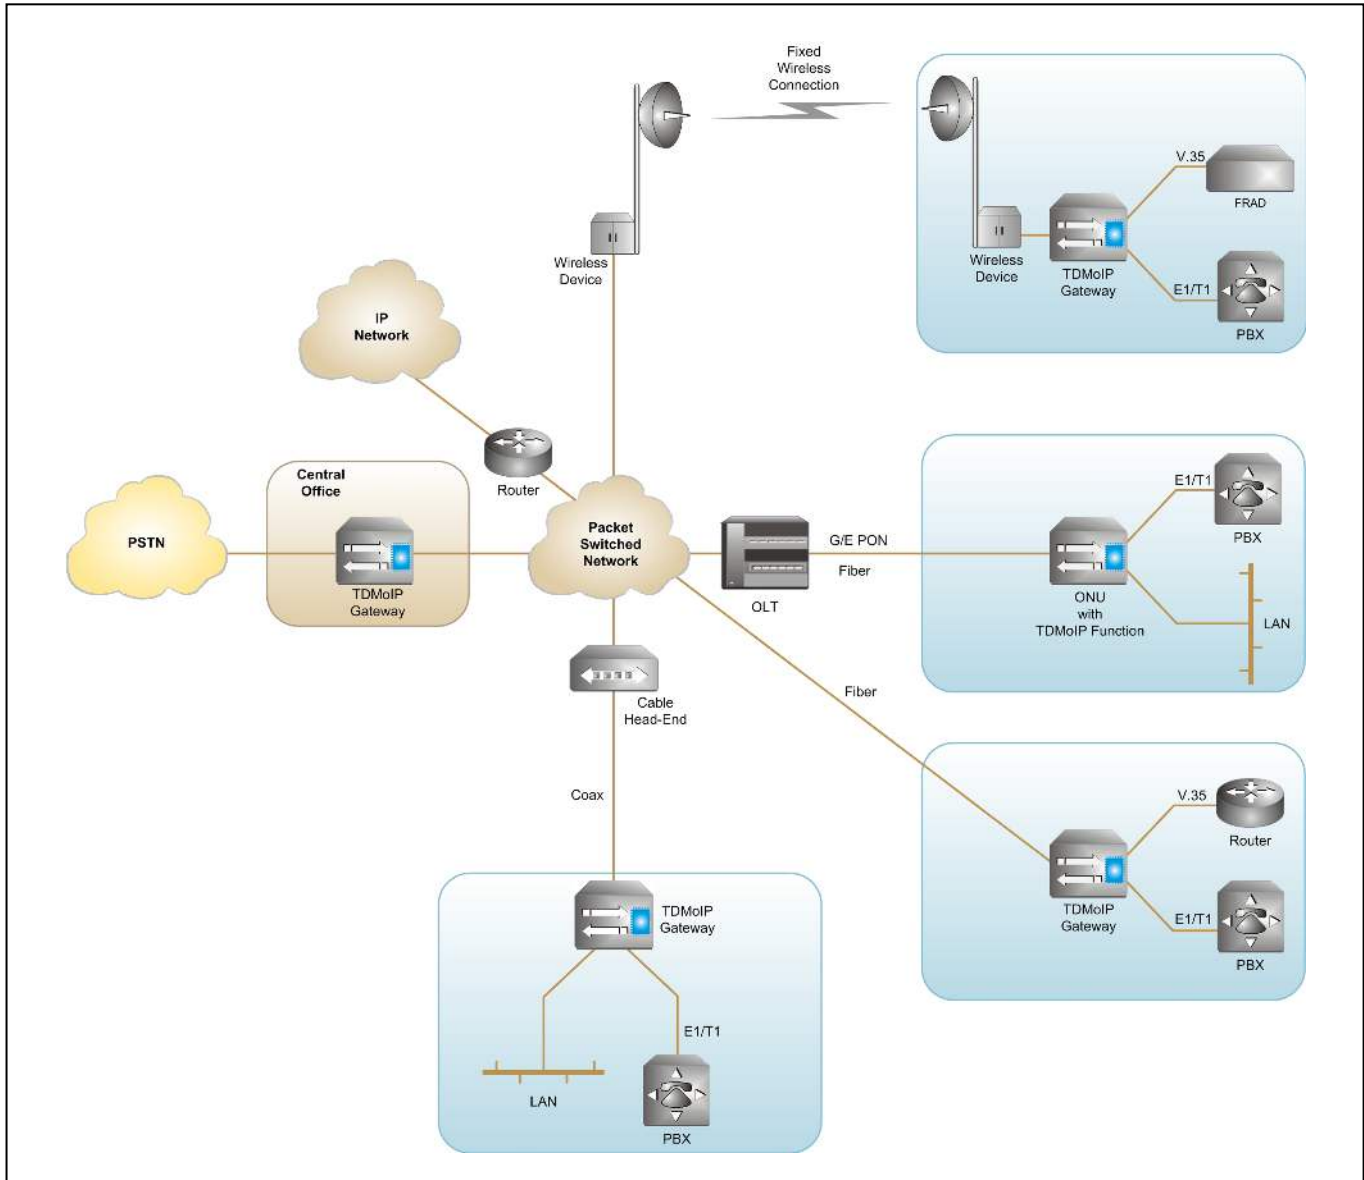 Fixed
Wireless
Connection
Wireless
Device
V.35
FRAD
Wireless
Device
TDMoIP
Gateway
E1/T1
PBX
IP
Network
Router
Central
Office
PSTN
TDMoIP
Gateway
Packet
Switched
Network
OLT
G/E PON
Fiber
E1/T1
PBX
ONU
with
TDMoIP Function
LAN
Cable
Head-End
Fiber
Coax
V.35
Router
TDMoIP
Gateway
E1/T1
PBX
TDMoIP
Gateway
E1/T1
LAN
PBX